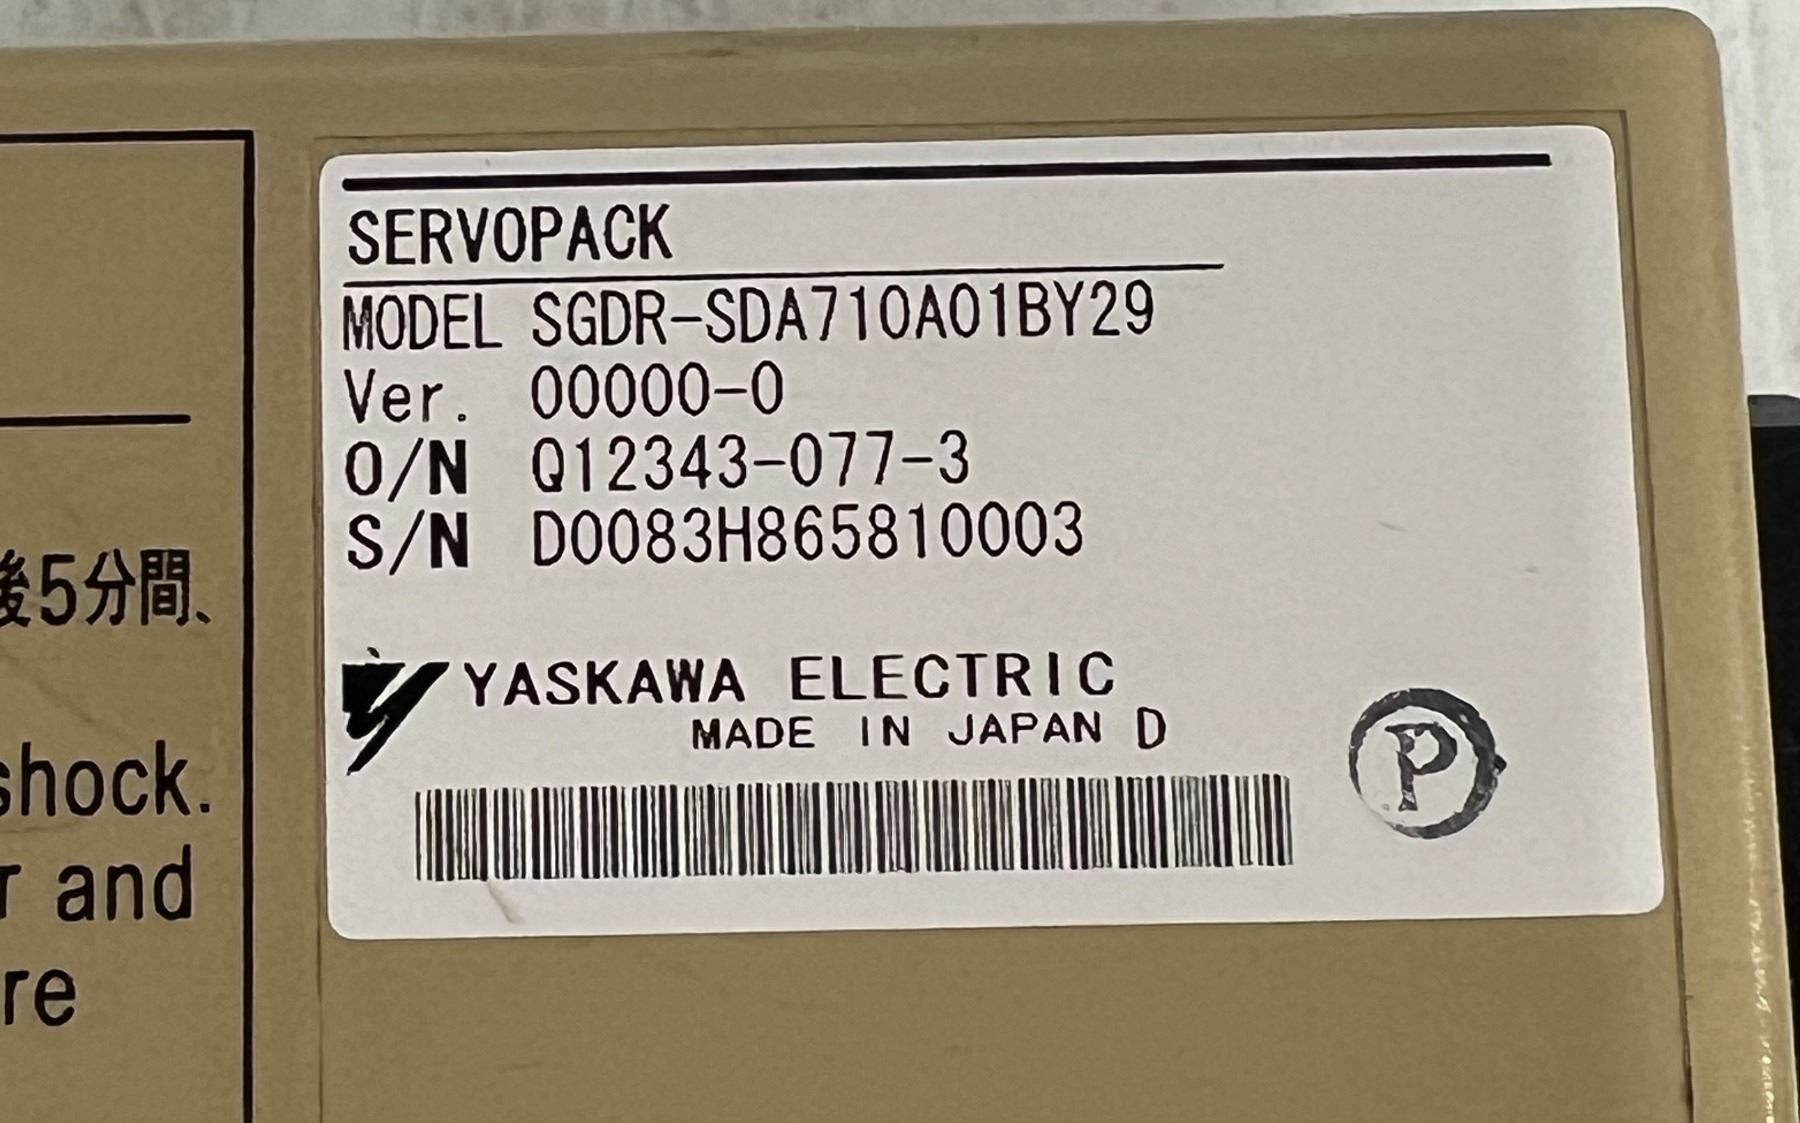 SERVOPACK
MODEL SGDR-SDA710A01BY29
Ver. 00000-0
O/N Q12343-077-3
S/N D0083H865810003
YASKAWA ELECTRIC
MADE IN JAPAN D
P
後5分間、
shock.
r and
re